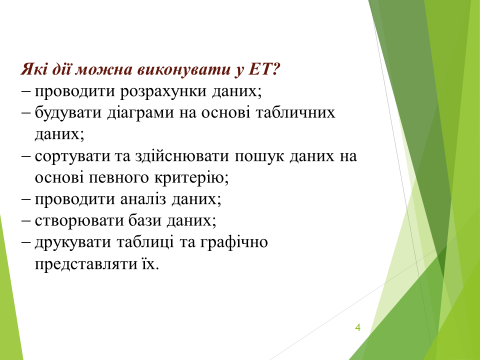 Які дії можна виконувати у ЕТ?
– проводити розрахунки даних;
– будувати діаграми на основі табличних
даних;
– сортувати та здійснювати пошук даних на
основі певного критерію;
– проводити аналіз даних;
– створювати бази даних;
– друкувати таблиці та графічно
представляти їх.
4